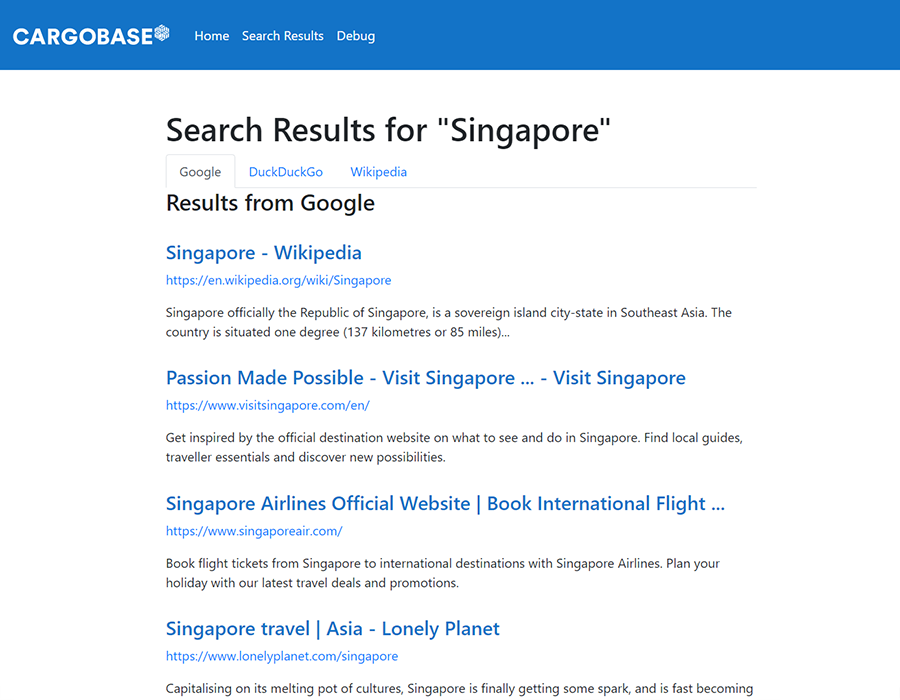 CARGOBASE Home Search Results Debug
Search Results for "Singapore"
Google DuckDuckGo Wikipedia
Results from Google
Singapore - Wikipedia
https://en.wikipedia.org/wiki/Singapore
Singapore officially the Republic of Singapore, is a sovereign island city-state in Southeast Asia. The
country is situated one degree (137 kilometres or 85 miles)...
Passion Made Possible - Visit Singapore ... - Visit Singapore
https://www.visitsingapore.com/en/
Get inspired by the official destination website on what to see and do in Singapore. Find local guides,
traveller essentials and discover new possibilities.
Singapore Airlines Official Website | Book International Flight ...
https://www.singaporeair.com/
Book flight tickets from Singapore to international destinations with Singapore Airlines. Plan your
holiday with our latest travel deals and promotions.
Singapore travel | Asia - Lonely Planet
https://www.lonelyplanet.com/singapore
Capitalising on its melting pot of cultures, Singapore is finally getting some spark, and is fast becoming